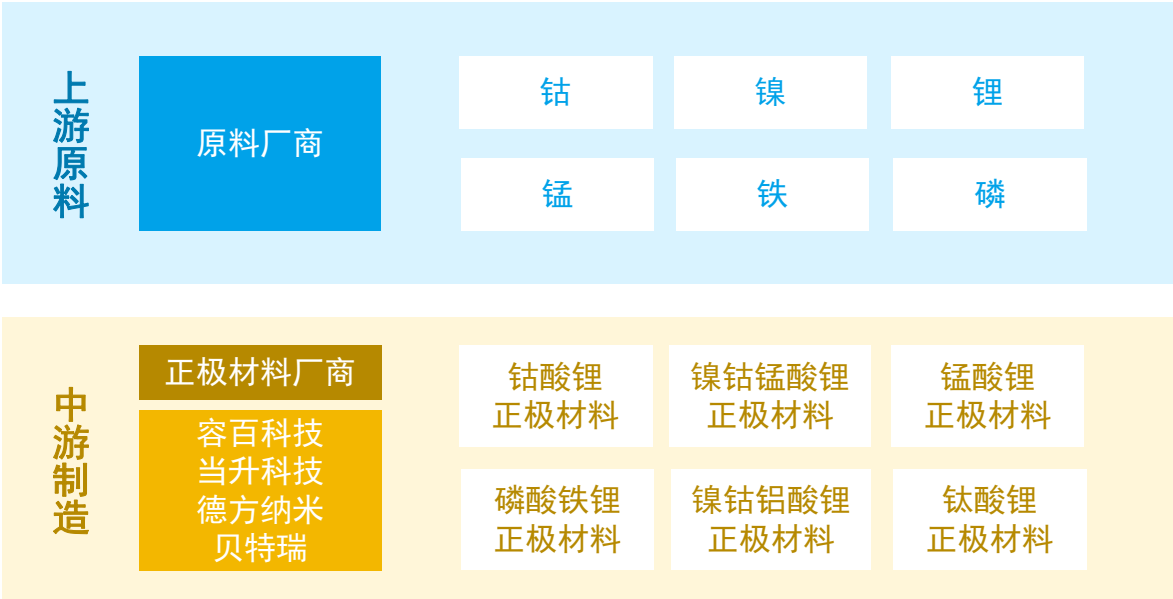 上游原料
原料厂商
钴
镍
锂
锰
铁
磷
中游制造
正极材料厂商
容百科技
当升科技
德方纳米
贝特瑞
钴酸锂
正极材料
镍钴锰酸锂
正极材料
锰酸锂
正极材料
磷酸铁锂
正极材料
镍钴铝酸锂
正极材料
钛酸锂
正极材料